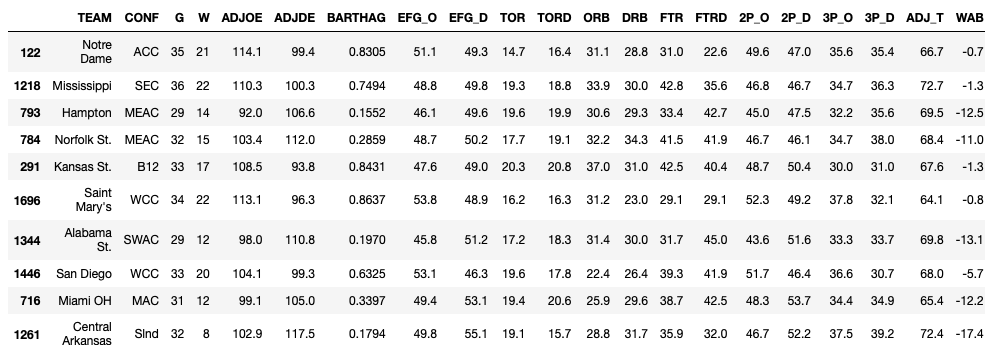 TEAM CONF G W ADJOE ADJDE BARTHAG EFG_O EFG_D TOR TORD ORB DRB FTR FTRD 2P_O 2P_D 3P_O 3P_D ADJ_T WAB
122 Notre Dame ACC 35 21 114.1 99.4 0.8305 51.1 49.3 14.7 16.4 31.1 28.8 31.0 22.6 49.6 47.0 35.6 35.4 66.7 -0.7
1218 Mississippi SEC 36 22 110.3 100.3 0.7494 48.8 49.8 19.3 18.8 33.9 30.0 42.8 35.6 46.8 46.7 34.7 36.3 72.7 -1.3
793 Hampton MEAC 29 14 92.0 106.6 0.1552 46.1 49.6 19.6 19.9 30.6 29.3 33.4 42.7 45.0 47.5 32.2 35.6 69.5 -12.5
784 Norfolk St. MEAC 32 15 103.4 112.0 0.2859 48.7 50.2 17.7 19.1 32.2 34.3 41.5 41.9 46.7 46.1 34.7 38.0 68.4 -11.0
291 Kansas St. B12 33 17 108.5 93.8 0.8431 47.6 49.0 20.3 20.8 37.0 31.0 42.5 40.4 48.7 50.4 30.0 31.0 67.6 -1.3
1696 Saint Mary's WCC 34 22 113.1 96.3 0.8637 53.8 48.9 16.2 16.3 31.2 23.0 29.1 29.1 52.3 49.2 37.8 32.1 64.1 -0.8
1344 Alabama St. SWAC 29 12 98.0 110.8 0.1970 45.8 51.2 17.2 18.3 31.4 30.0 31.7 45.0 43.6 51.6 33.3 33.7 69.8 -13.1
1446 San Diego WCC 33 20 104.1 99.3 0.6325 53.1 46.3 19.6 17.8 22.4 26.4 39.3 41.9 51.7 46.4 36.6 30.7 68.0 -5.7
716 Miami OH MAC 31 12 99.1 105.0 0.3397 49.4 53.1 19.4 20.6 25.9 29.6 38.7 42.5 48.3 53.7 34.4 34.9 65.4 -12.2
1261 Central Arkansas Slnd 32 8 102.9 117.5 0.1794 49.8 55.1 19.1 15.7 28.8 31.7 35.9 32.0 46.7 52.2 37.5 39.2 72.4 -17.4